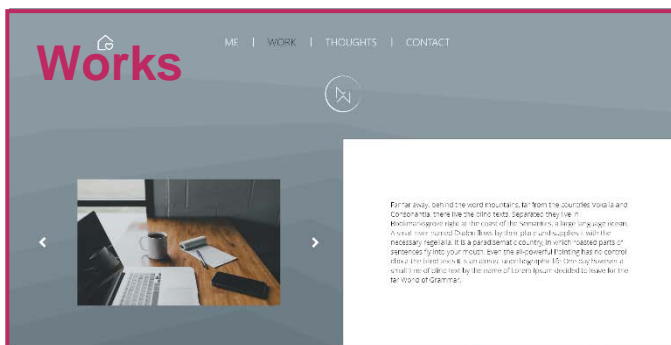 Works
ME | WORK | THOUGHTS | CONTACT
Far far away, behind the word mountains, far from the countries Vokalia and
Consonantia, there live the blind texts. Separated they live in
Bookmarksgrove right at the coast of the Semantics, a large language ocean.
A small river named Duden flows by their place and supplies it with the
necessary regelialia. It is a paradisematic country, in which roasted parts of
sentences fly into your mouth. Even the all-powerful Pointing has no control
about the blind texts it is an almost unorthographic life One day however a
small line of blind text by the name of Lorem Ipsum decided to leave for the
far World of Grammar.